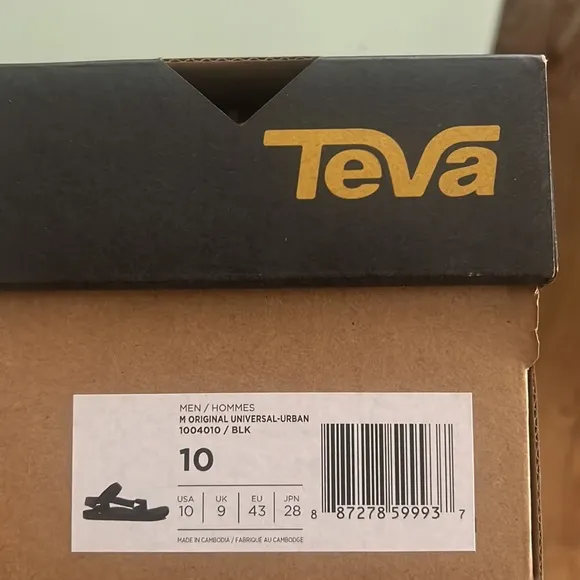 Teva
MEN / HOMMES
M ORIGINAL UNIVERSAL-URBAN
1004010 / BLK
10
USA UK EU JPN
10 9 43 28
8 87278 59993 7
MADE IN CAMBODIA / FABRIQUÉ AU CAMBODGE